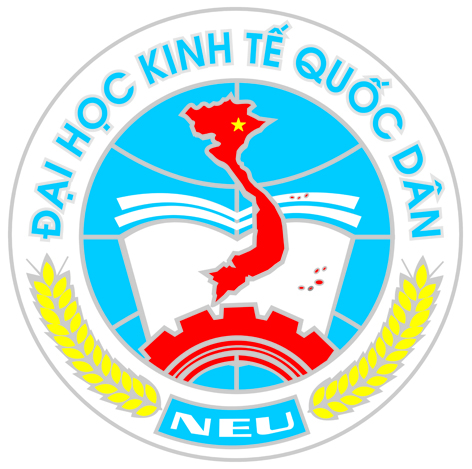 ĐẠI HỌC KINH TẾ QUỐC DÂN
NEU